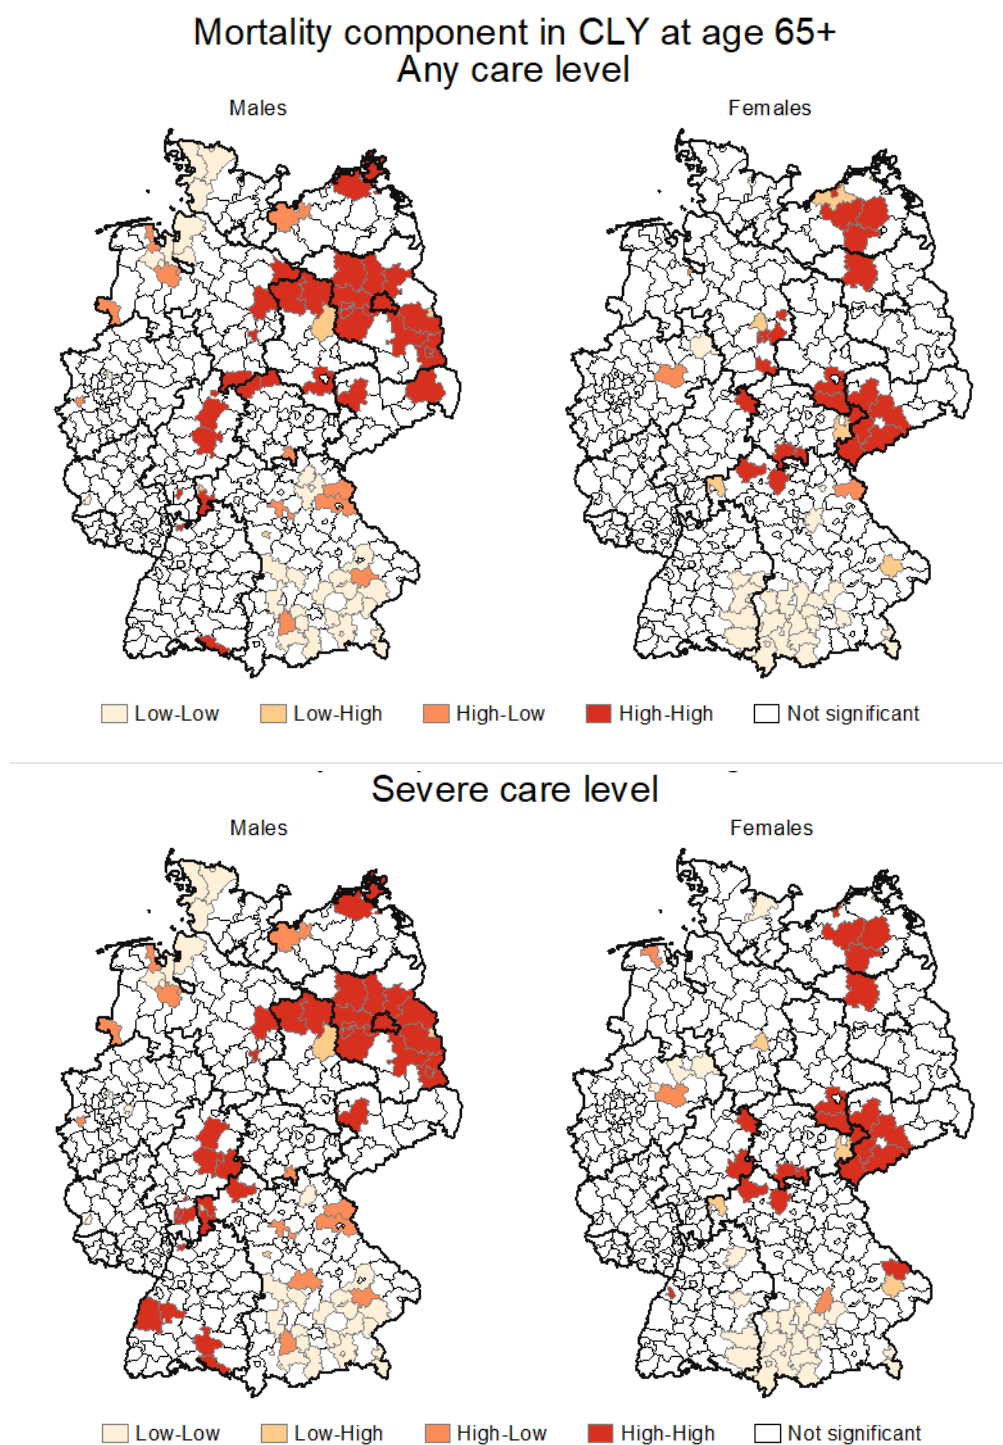 Mortality component in CLY at age 65+
Any care level
Males Females
Low-Low Low-High High-Low High-High Not significant
Severe care level
Males Females
Low-Low Low-High High-Low High-High Not significant